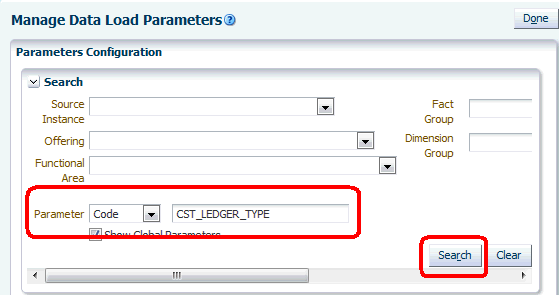 Manage Data Load Parameters
Done
Parameters Configuration
Search
Source Instance
Fact Group
Offering
Dimension Group
Functional Area
Parameter Code CST_LEDGER_TYPE
Show Global Parameters
Search Clear